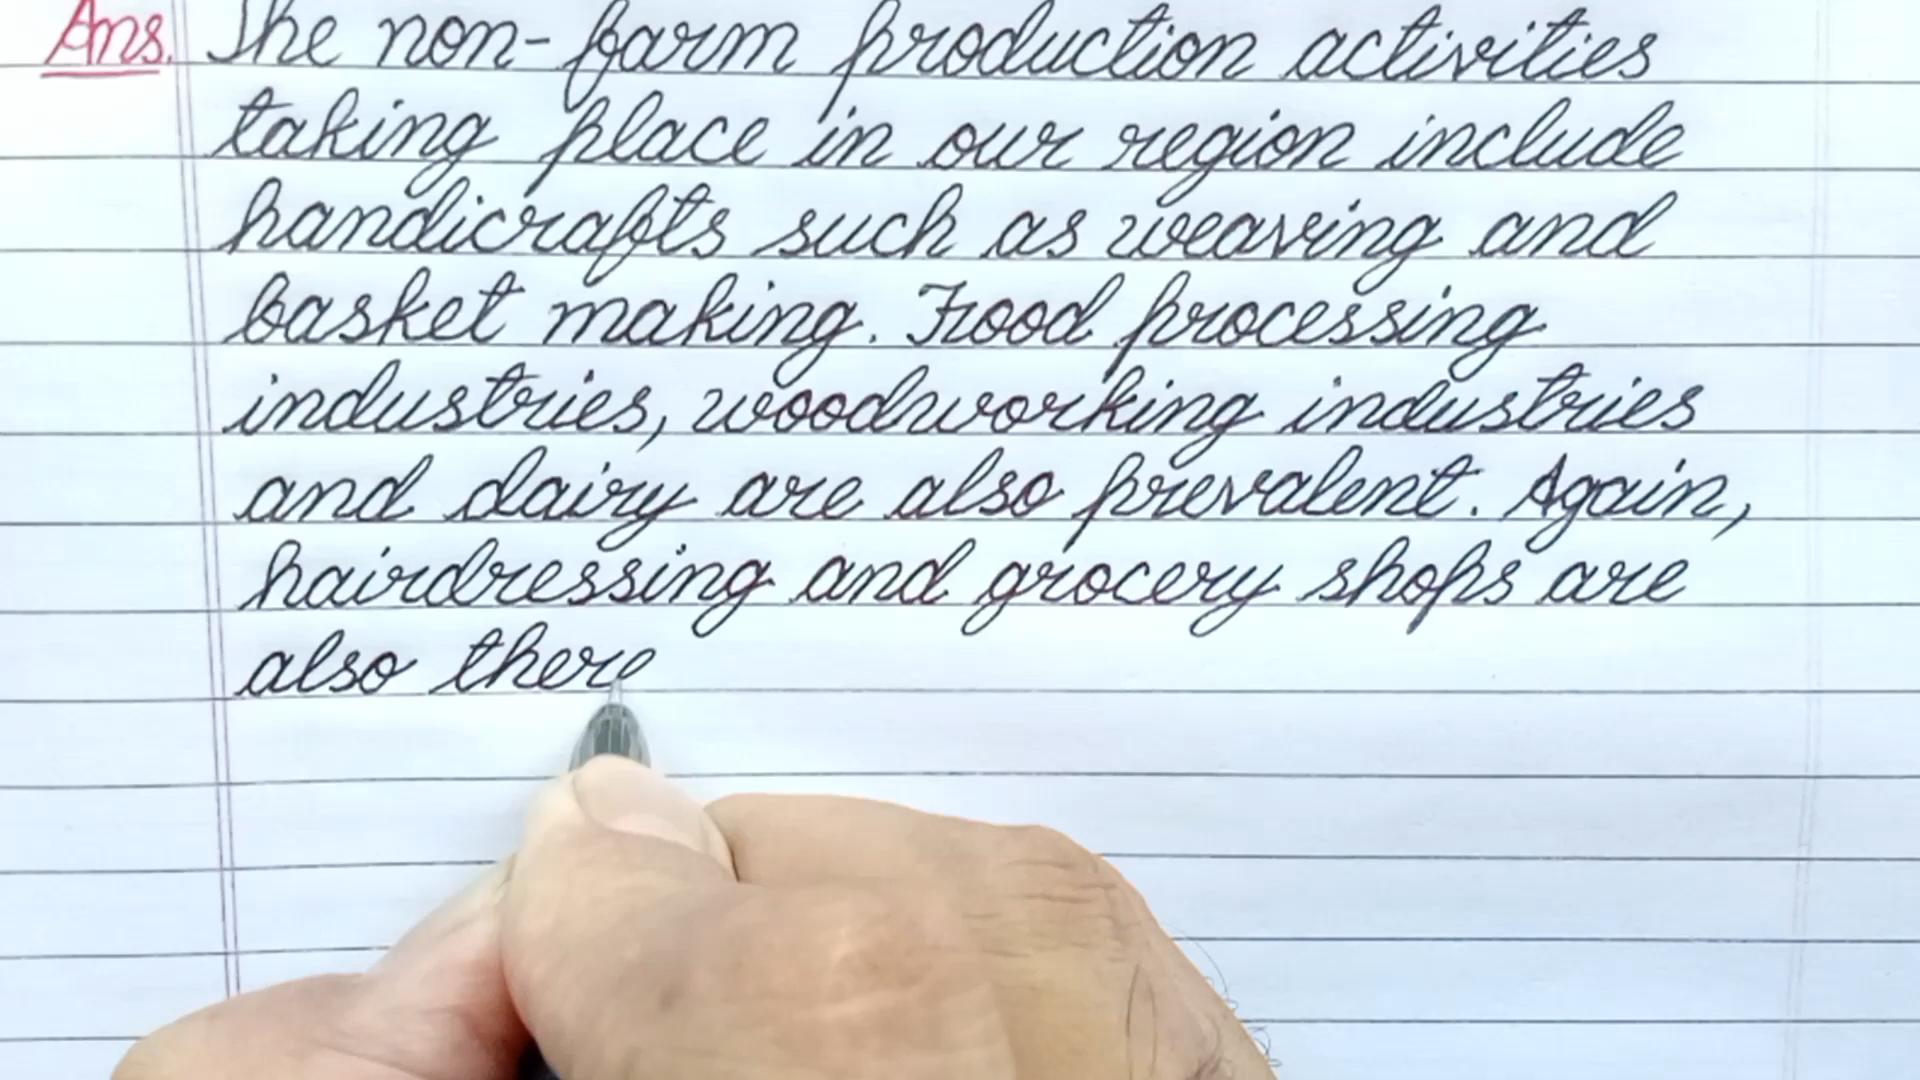 Ans. The non-farm production activities
taking place in our region include
handicrafts such as weaving and
basket making. Food processing
industries, woodworking industries
and dairy are also prevalent. Again,
hairdressing and grocery shops are
also there